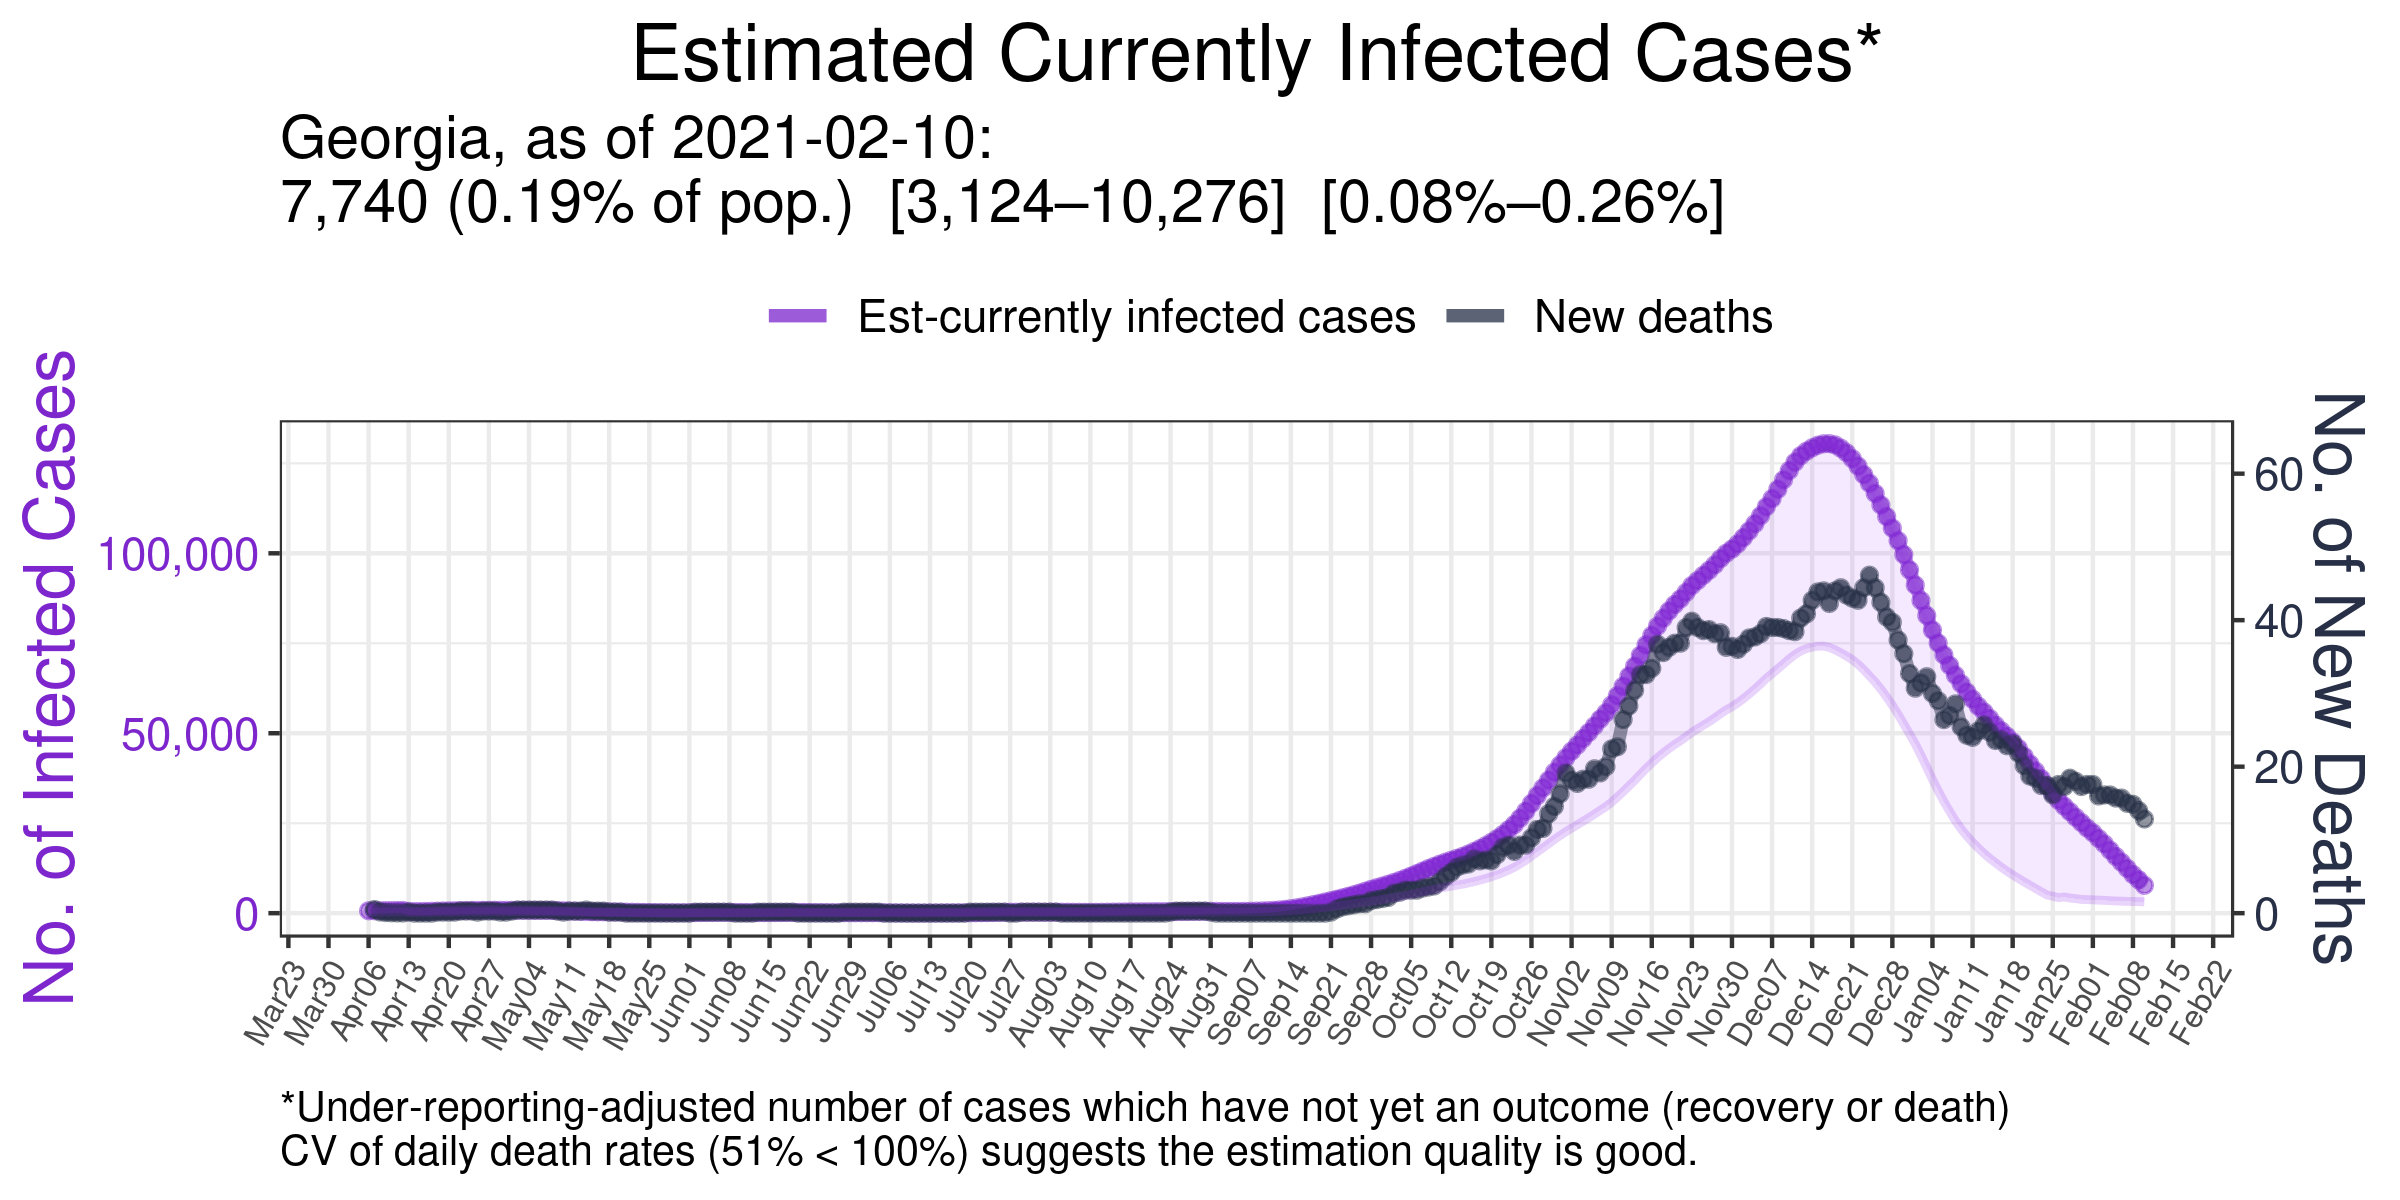 Estimated Currently Infected Cases*
Georgia, as of 2021-02-10:
7,740 (0.19% of pop.)  [3,124–10,276]  [0.08%–0.26%]
Est-currently infected cases
New deaths
No. of Infected Cases
100,000
50,000
0
60
40
20
0
No. of New Deaths
Mar23
Mar30
Apr06
Apr13
Apr20
Apr27
May04
May11
May18
May25
Jun01
Jun08
Jun15
Jun22
Jun29
Jul06
Jul13
Jul20
Jul27
Aug03
Aug10
Aug17
Aug24
Aug31
Sep07
Sep14
Sep21
Sep28
Oct05
Oct12
Oct19
Oct26
Nov02
Nov09
Nov16
Nov23
Nov30
Dec07
Dec14
Dec21
Dec28
Jan04
Jan11
Jan18
Jan25
Feb01
Feb08
Feb15
Feb22
*Under-reporting-adjusted number of cases which have not yet an outcome (recovery or death)
CV of daily death rates (51% < 100%) suggests the estimation quality is good.